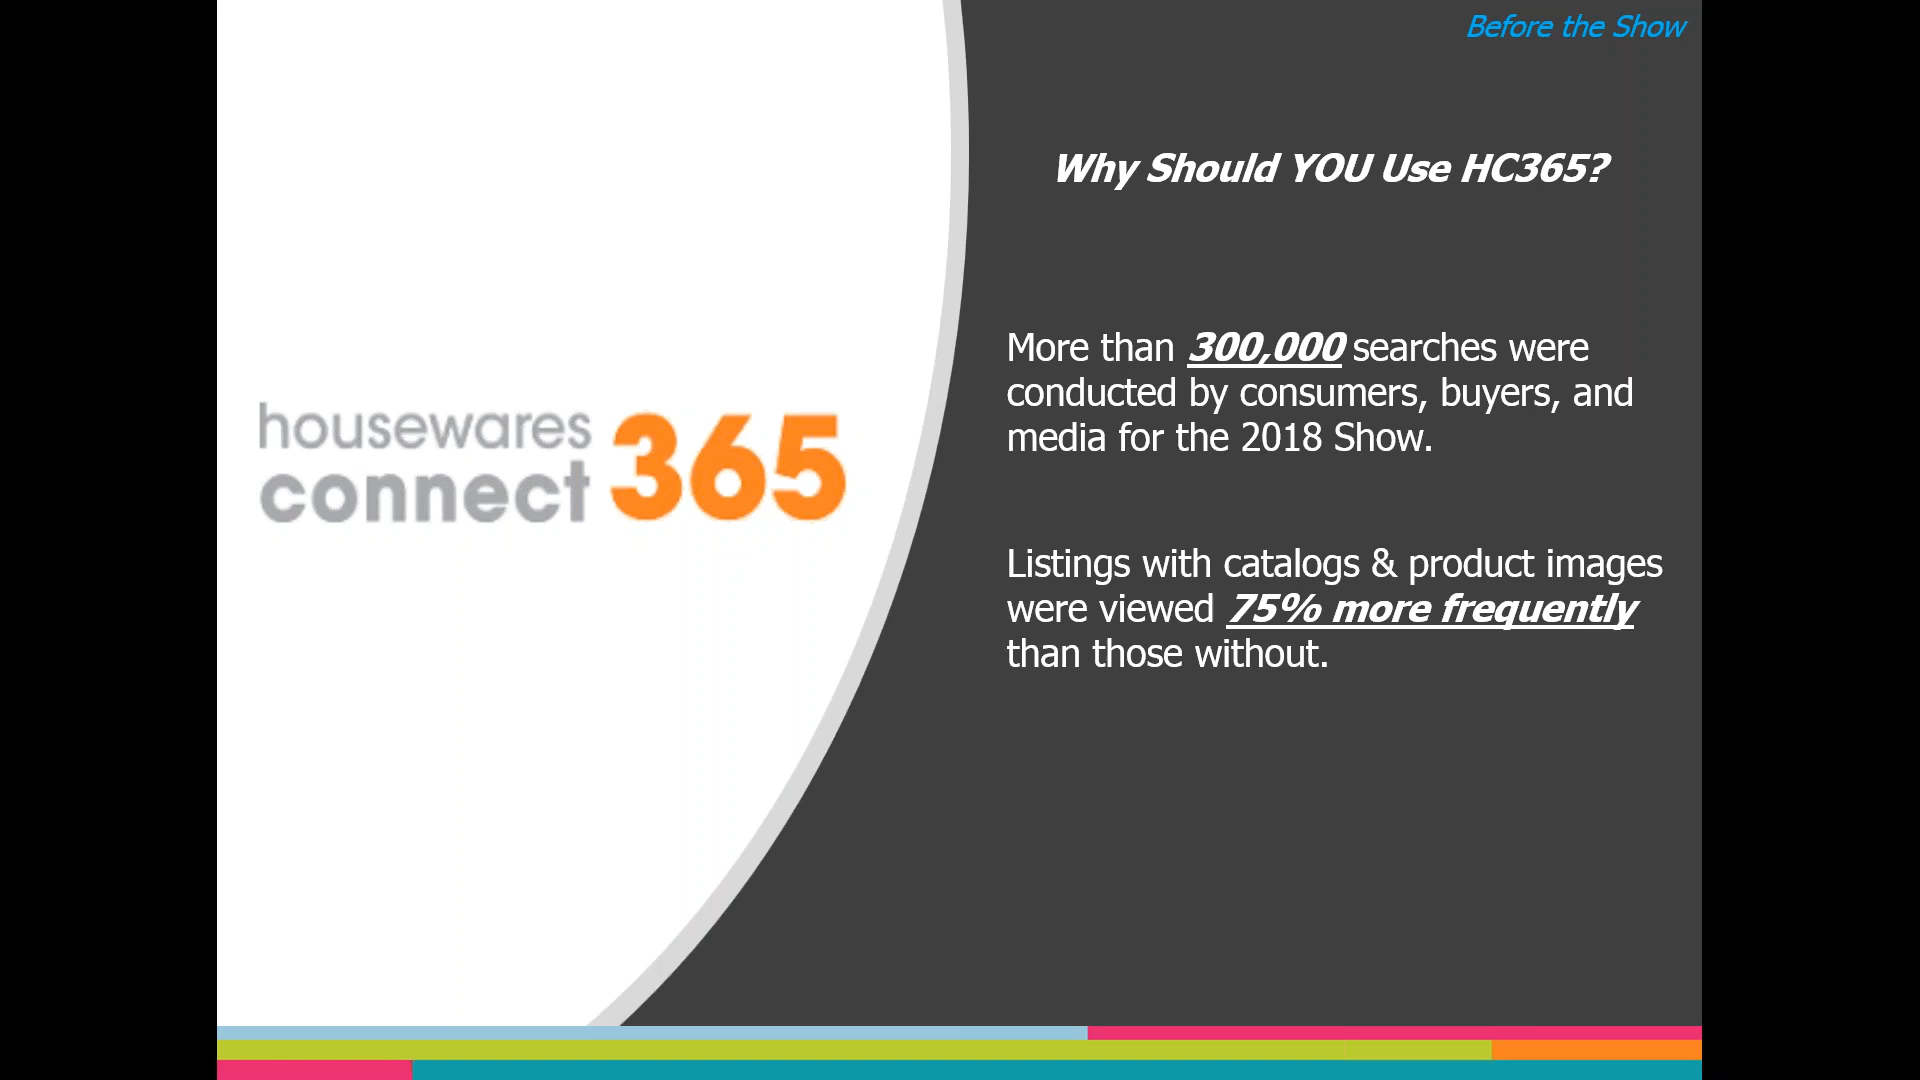 Before the Show
Why Should YOU Use HC365?
housewares
connect 365
More than 300,000 searches were
conducted by consumers, buyers, and
media for the 2018 Show.
Listings with catalogs & product images
were viewed 75% more frequently
than those without.